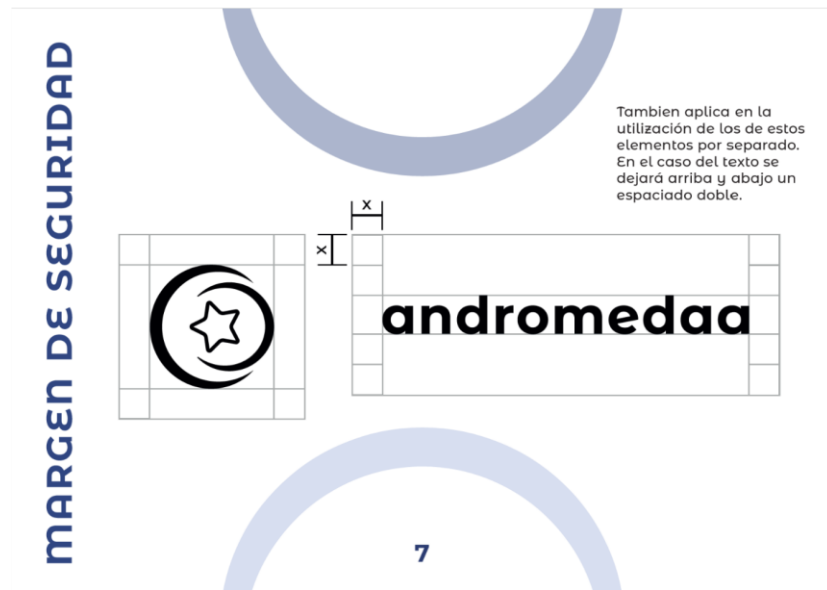 MARGEN DE SEGURIDAD
Tambien aplica en la
utilización de los de estos
elementos por separado.
En el caso del texto se
dejará arriba y abajo un
espaciado doble.
x
x
andromedaa
7